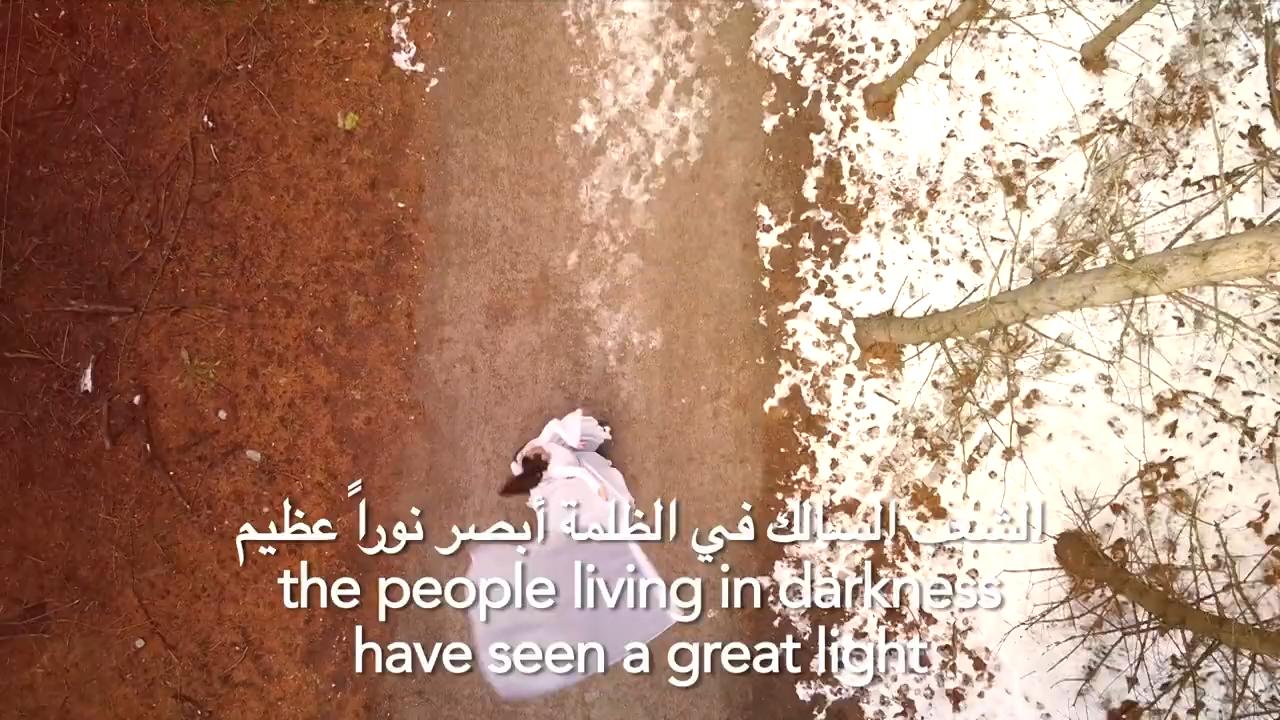 الشعب السالك في الظلمة أبصر نوراً عظيم
the people living in darkness
have seen a great light